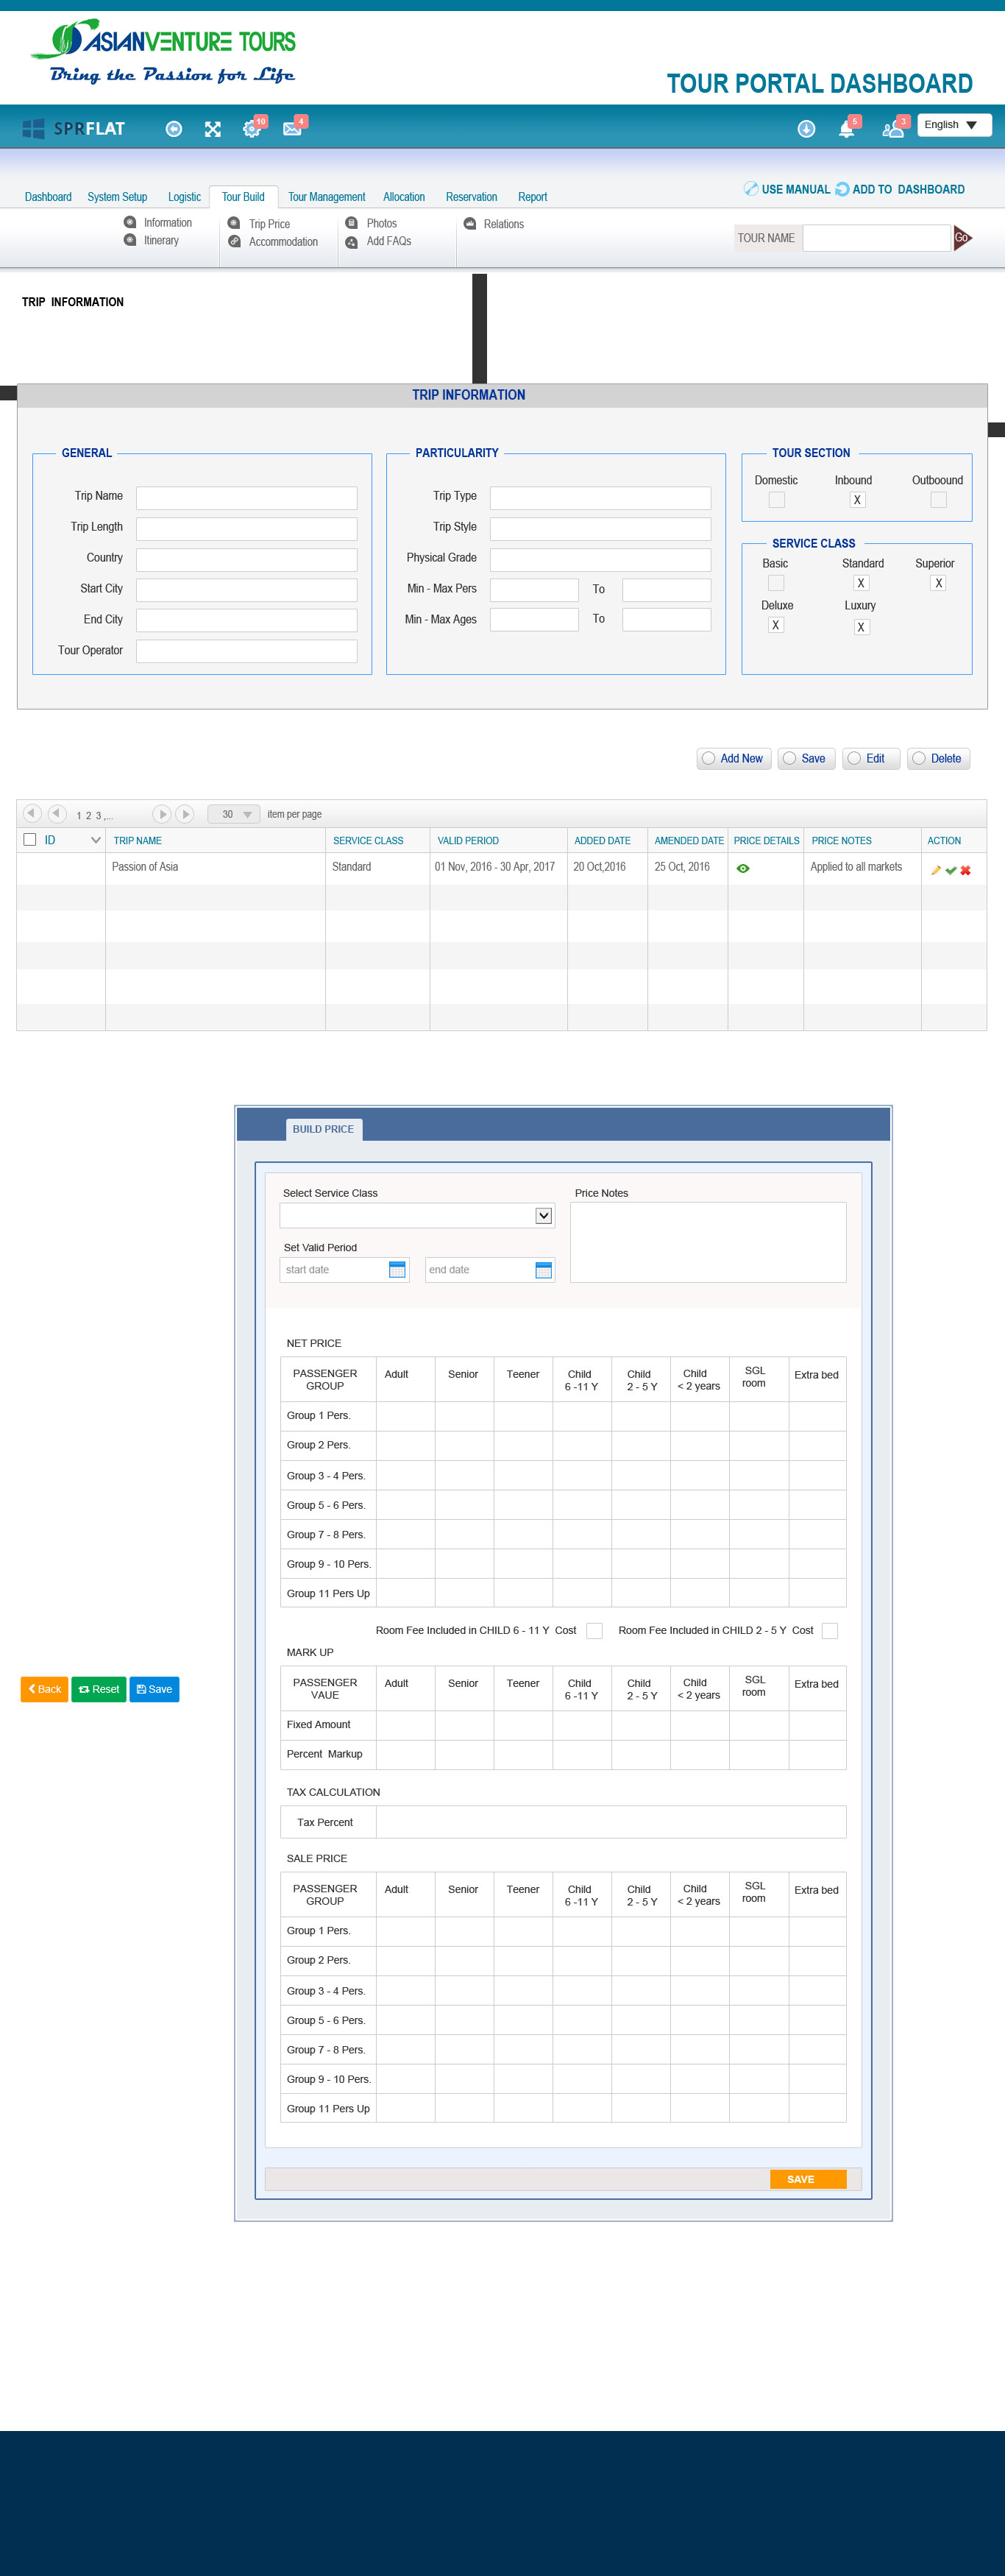 ASIANVENTURE TOURS
Bring the Passion for Life
TOUR PORTAL DASHBOARD
SPRFLAT 10 4 5 3 English
USE MANUAL ADD TO DASHBOARD
Dashboard System Setup Logistic Tour Build Tour Management Allocation Reservation Report
Information Trip Price Photos Relations
Itinerary Accommodation Add FAQs
TOUR NAME Go
TRIP INFORMATION
TRIP INFORMATION
GENERAL
Trip Name
Trip Length
Country
Start City
End City
Tour Operator
PARTICULARITY
Trip Type
Trip Style
Physical Grade
Min - Max Pers To
Min - Max Ages To
TOUR SECTION
Domestic Inbound Outboound
X
SERVICE CLASS
Basic Standard Superior
X X
Deluxe Luxury
X X
Add New Save Edit Delete
1 2 3 ,... 30 item per page
ID TRIP NAME SERVICE CLASS VALID PERIOD ADDED DATE AMENDED DATE PRICE DETAILS PRICE NOTES ACTION
Passion of Asia Standard 01 Nov, 2016 - 30 Apr, 2017 20 Oct,2016 25 Oct, 2016 Applied to all markets
BUILD PRICE
Select Service Class Price Notes
Set Valid Period
start date end date
NET PRICE
PASSENGER GROUP Adult Senior Teener Child 6 -11 Y Child 2 - 5 Y Child < 2 years SGL room Extra bed
Group 1 Pers.
Group 2 Pers.
Group 3 - 4 Pers.
Group 5 - 6 Pers.
Group 7 - 8 Pers.
Group 9 - 10 Pers.
Group 11 Pers Up
Room Fee Included in CHILD 6 - 11 Y Cost Room Fee Included in CHILD 2 - 5 Y Cost
MARK UP
PASSENGER VAUE Adult Senior Teener Child 6 -11 Y Child 2 - 5 Y Child < 2 years SGL room Extra bed
Back Reset Save
Fixed Amount
Percent Markup
TAX CALCULATION
Tax Percent
SALE PRICE
PASSENGER GROUP Adult Senior Teener Child 6 -11 Y Child 2 - 5 Y Child < 2 years SGL room Extra bed
Group 1 Pers.
Group 2 Pers.
Group 3 - 4 Pers.
Group 5 - 6 Pers.
Group 7 - 8 Pers.
Group 9 - 10 Pers.
Group 11 Pers Up
SAVE